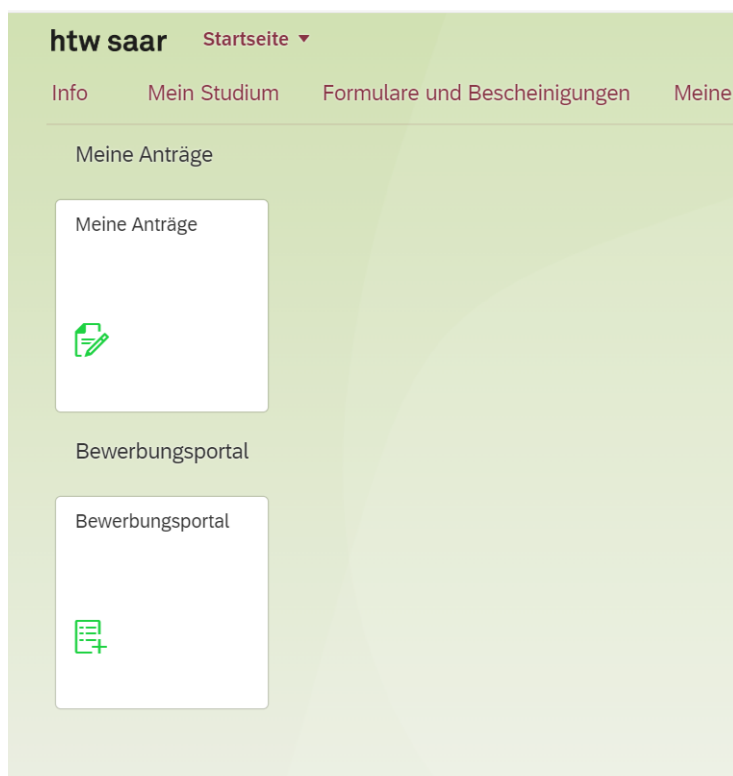 htw saar Startseite
Info Mein Studium Formulare und Bescheinigungen Meine
Meine Anträge
Meine Anträge
Bewerbungsportal
Bewerbungsportal